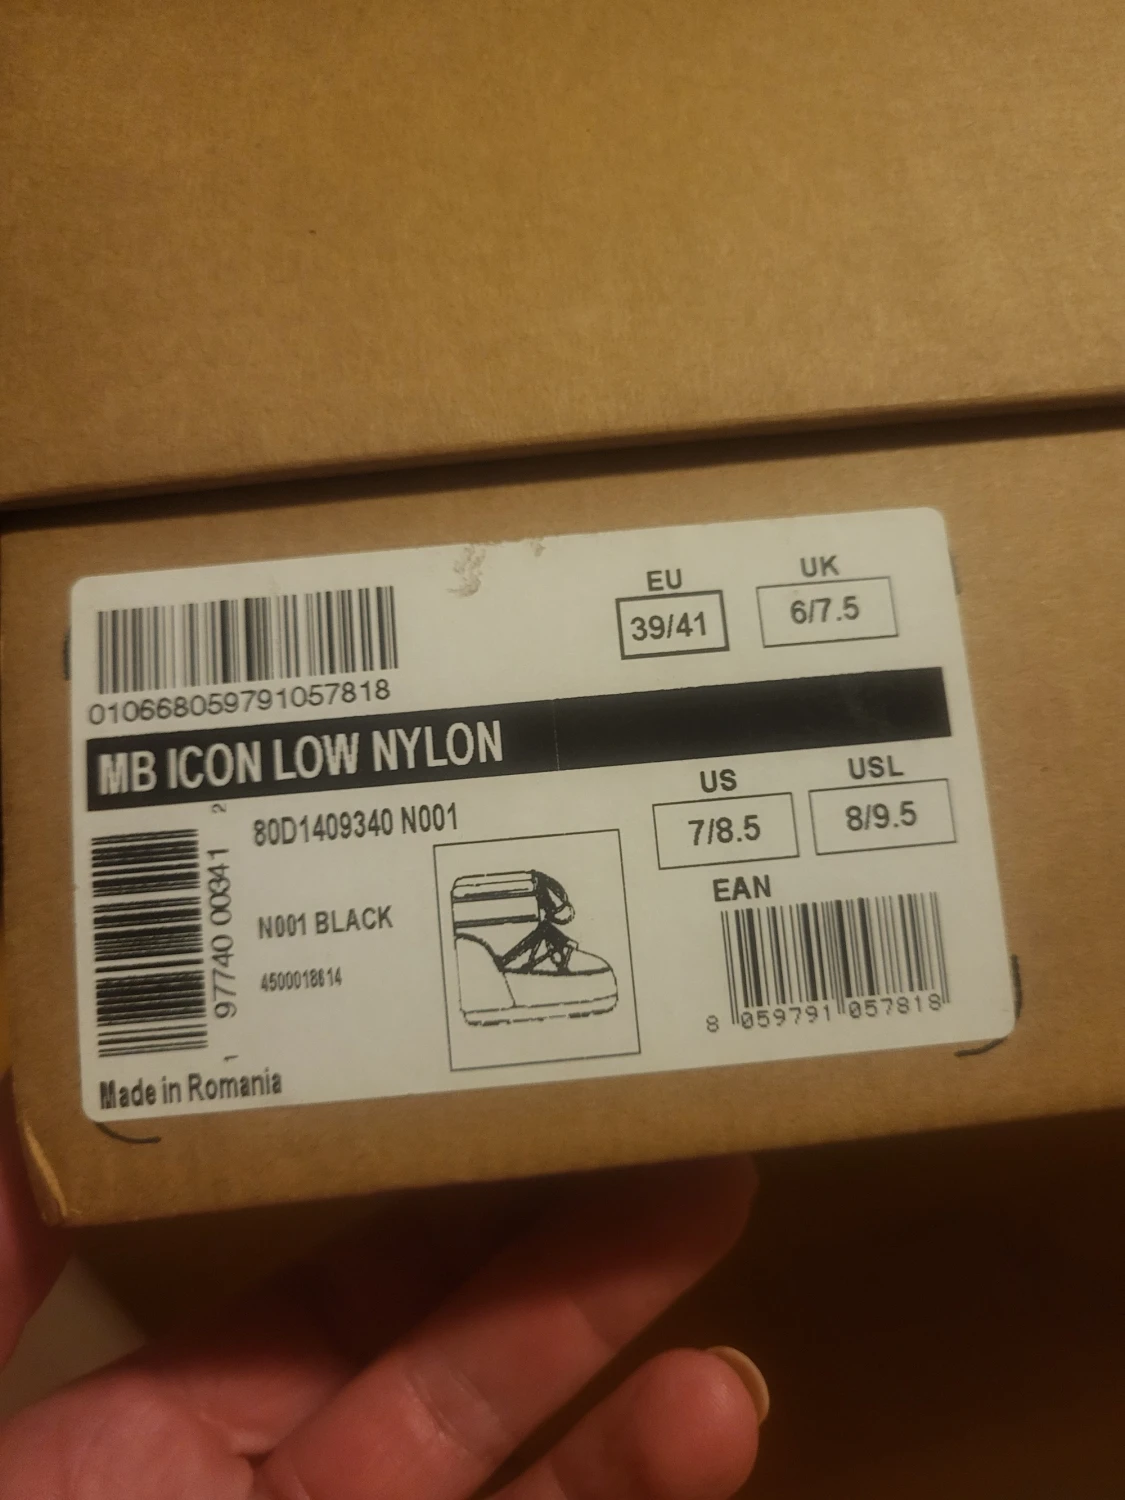 EU
UK
39/41
6/7.5
010668059791057818
MB ICON LOW NYLON
US
USL
7/8.5
8/9.5
80D1409340 N001
1 97740 00341 2
N001 BLACK
4500018814
EAN
8 059791 057818
Made in Romania